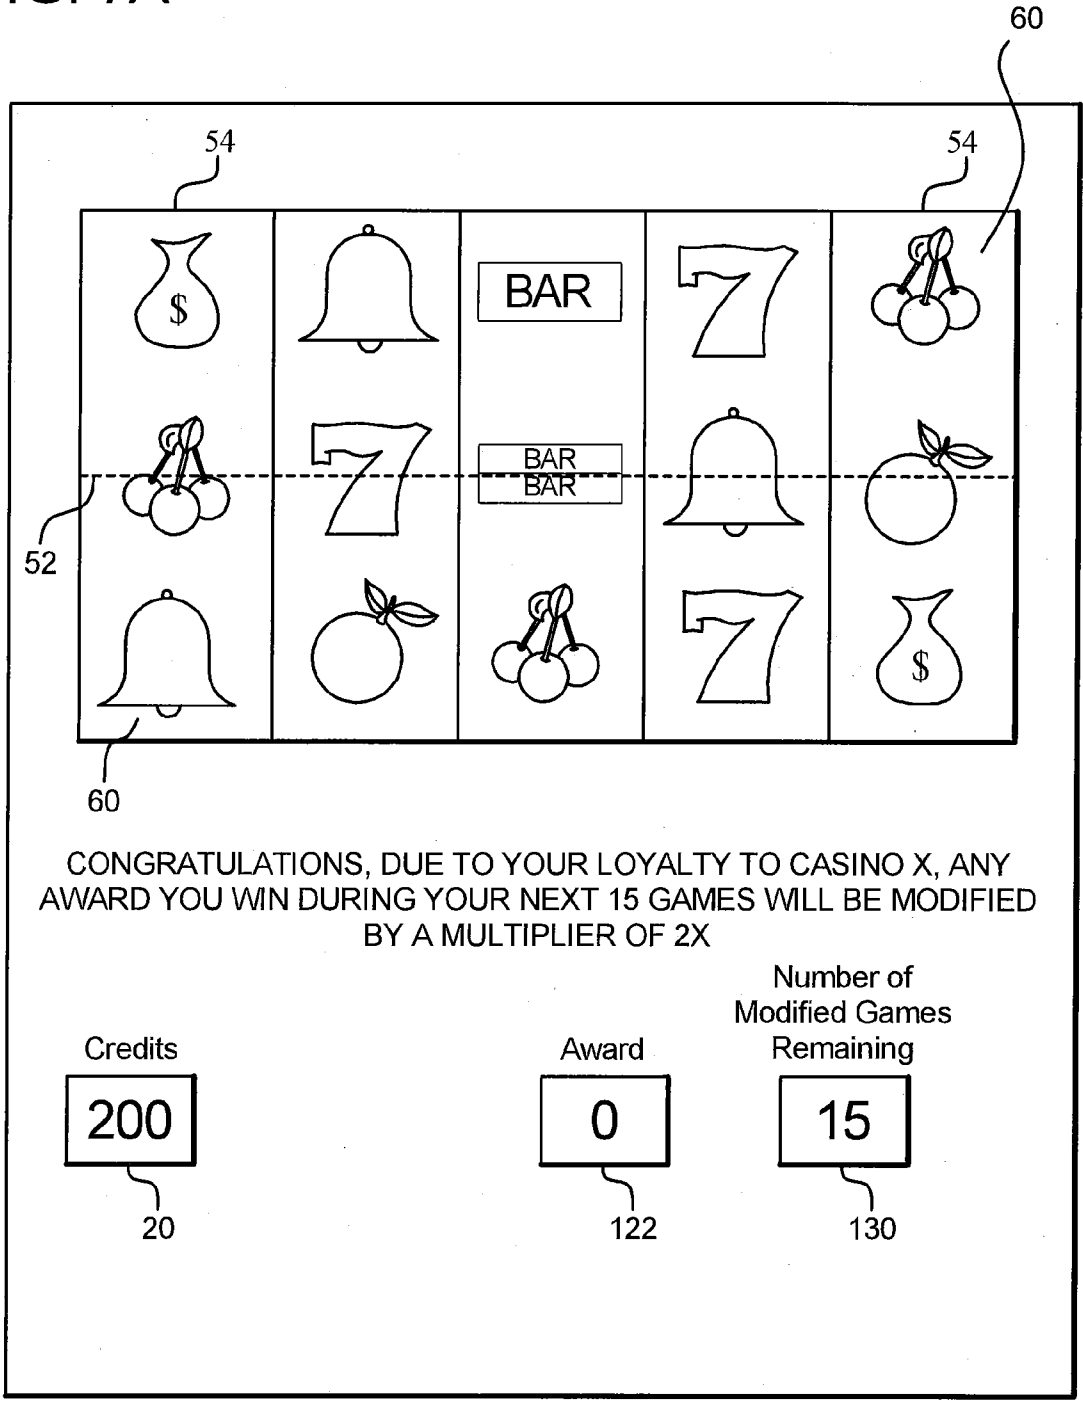 60
54 54
$ BAR
BAR
BAR
52
$
60
CONGRATULATIONS, DUE TO YOUR LOYALTY TO CASINO X, ANY
AWARD YOU WIN DURING YOUR NEXT 15 GAMES WILL BE MODIFIED
BY A MULTIPLIER OF 2X
Number of
Modified Games
Credits Award Remaining
200 0 15
20 122 130